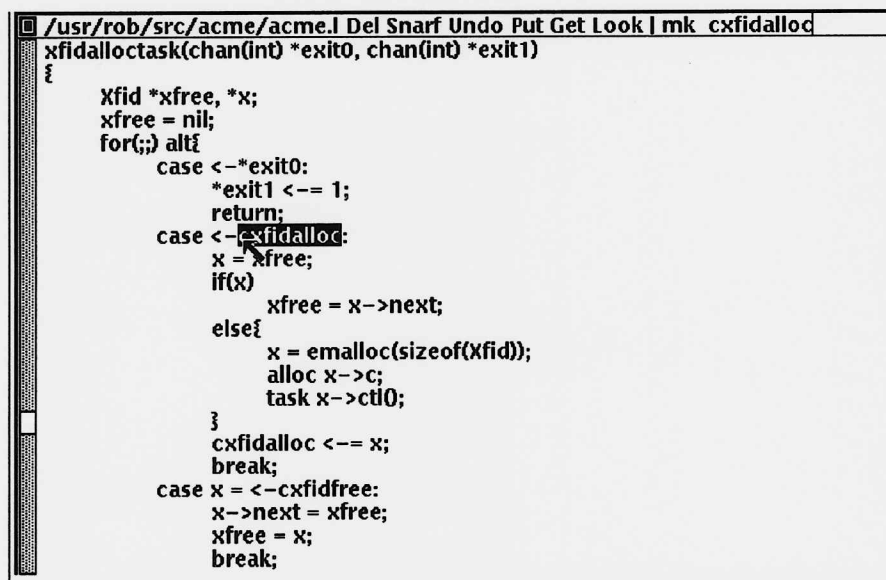 /usr/rob/src/acme/acme.l Del Snarf Undo Put Get Look | mk cxfidalloc
xfidalloctask(chan(int) *exit0, chan(int) *exit1)
{
Xfid *xfree, *x;
xfree = nil;
for(;;) alt{
case <-*exit0:
*exit1 <-= 1;
return;
case <-cxfidalloc:
x = xfree;
if(x)
xfree = x->next;
else{
x = emalloc(sizeof(Xfid));
alloc x->c;
task x->ctl();
}
cxfidalloc <-= x;
break;
case x = <-cxfidfree:
x->next = xfree;
xfree = x;
break;